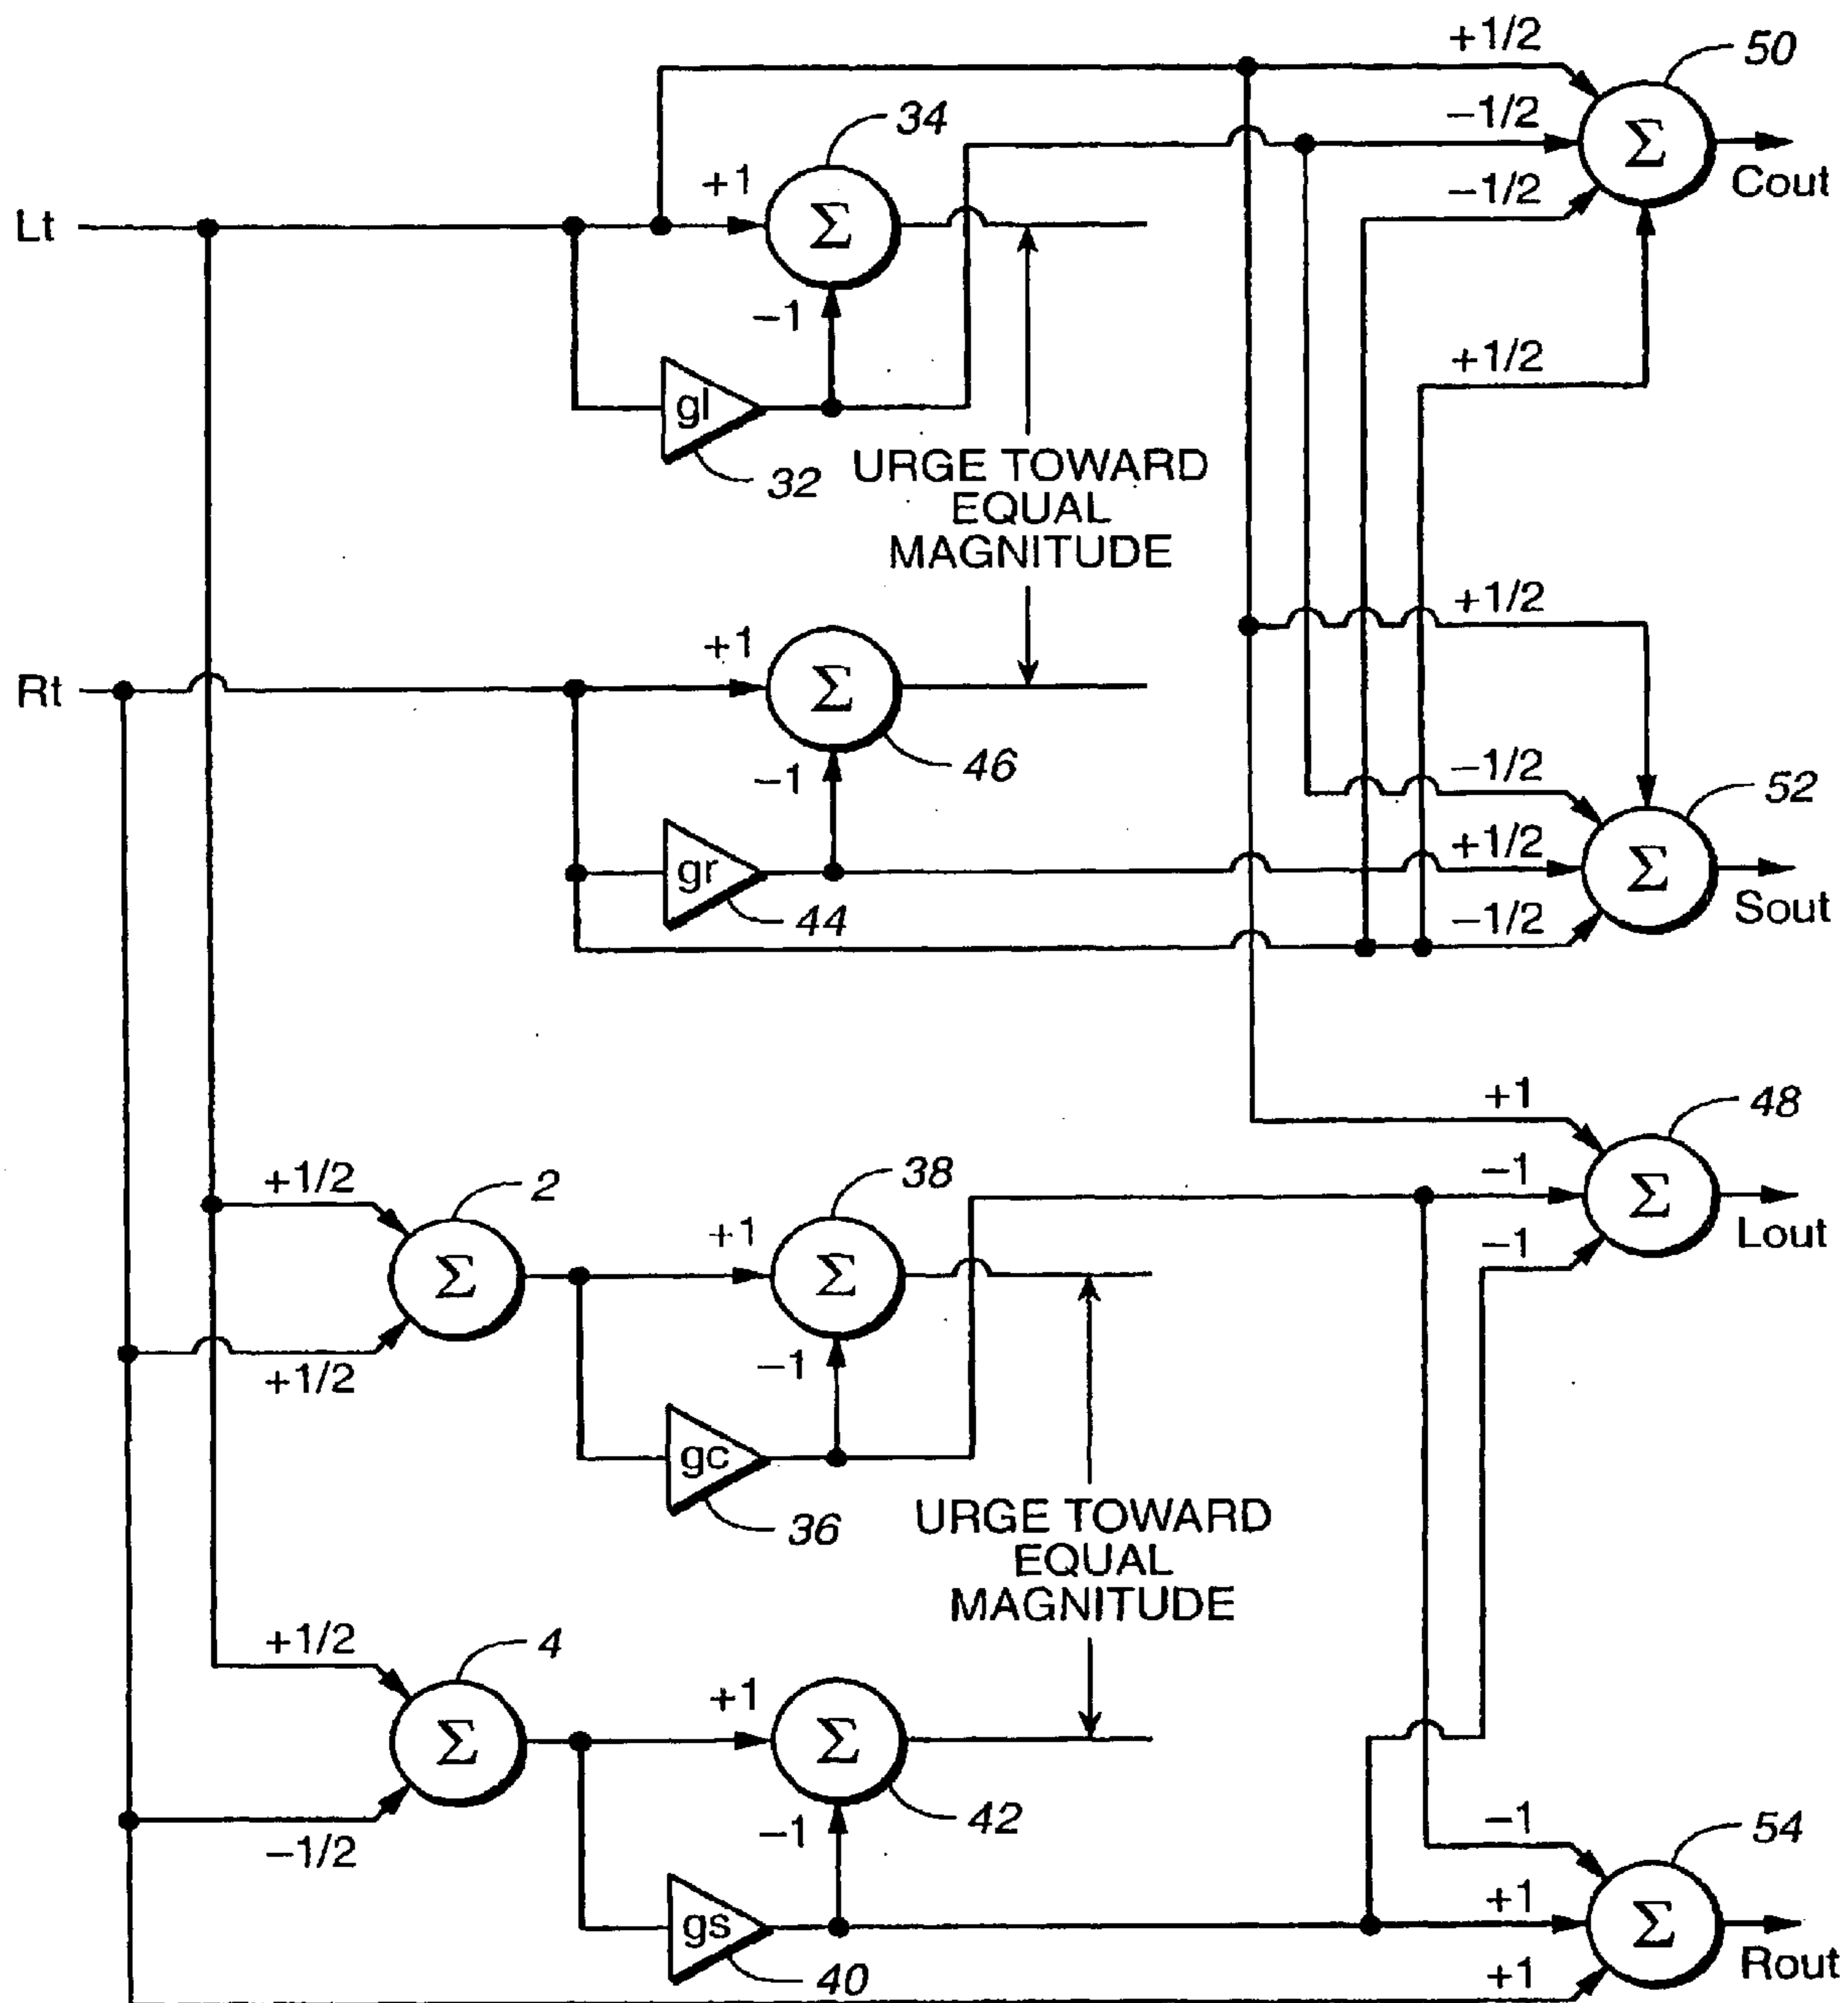 +1/2
50
−1/2
34
+1
Σ
Σ
Cout
−1/2
Lt
−1
+1/2
gl
32
URGE TOWARD
EQUAL
MAGNITUDE
+1/2
+1
Rt
Σ
46
−1
−1/2
52
gr
+1/2
Σ
44
−1/2
Sout
+1
48
+1/2
2
38
−1
+1
Σ
Lout
Σ
Σ
−1
+1/2
−1
gc
36
URGE TOWARD
EQUAL
MAGNITUDE
+1/2
4
+1
Σ
Σ
42
−1
−1/2
−1
54
gs
+1
Σ
40
+1
Rout